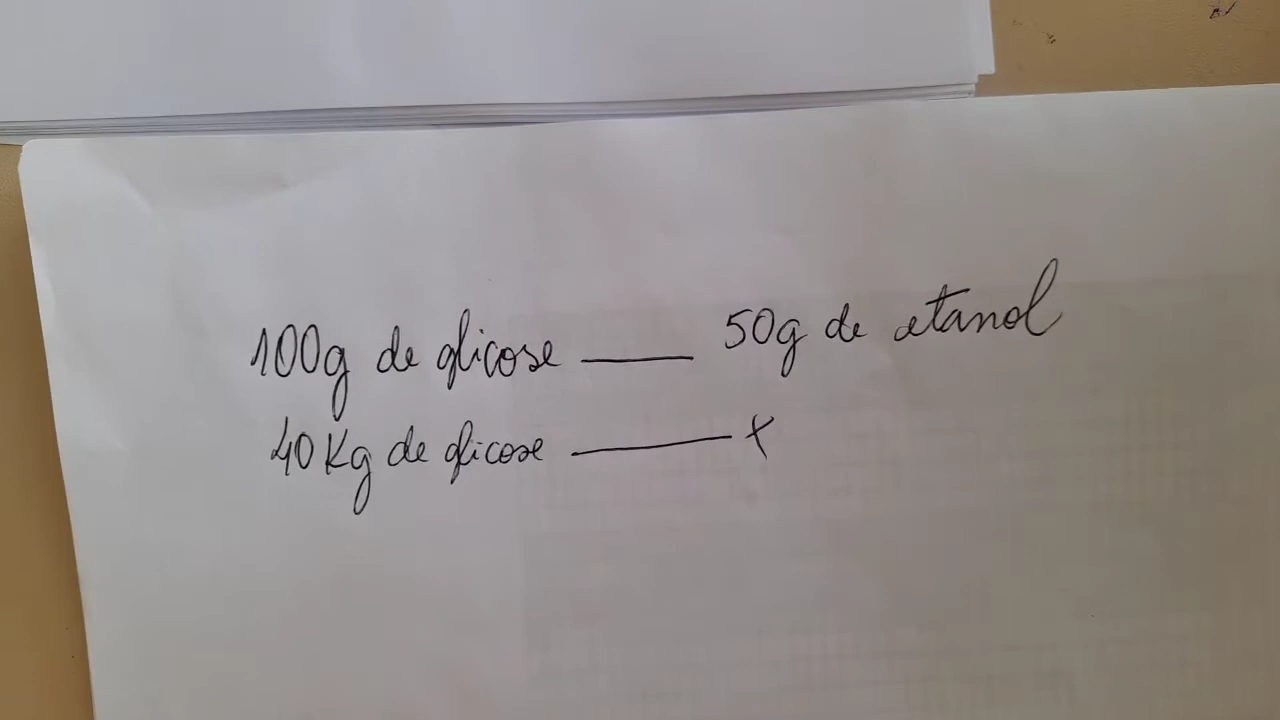 100g de glicose —— 50g de etanol
40Kg de glicose ——— x